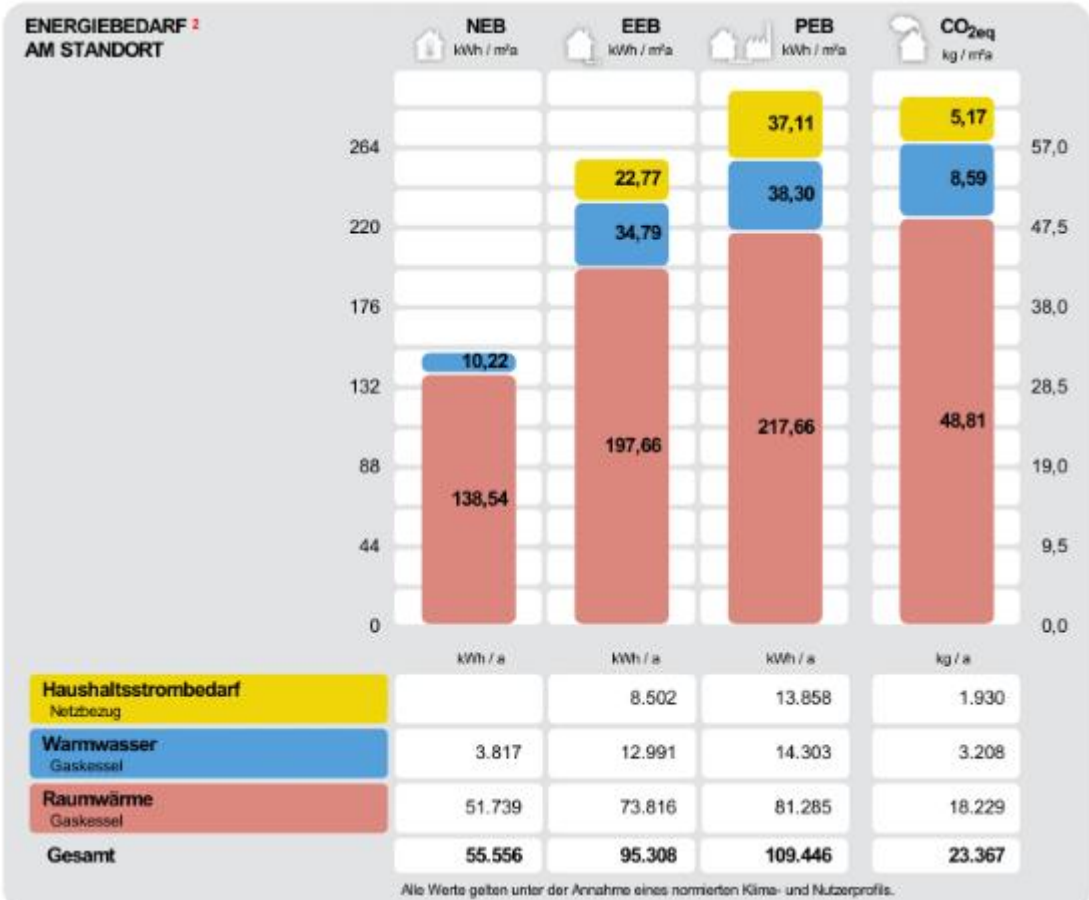 ENERGIEBEDARF 2
AM STANDORT
NEB
kWh / m²a
EEB
kWh / m²a
PEB
kWh / m²a
CO2eq
kg / m²a
264
220
176
132
88
44
0
57,0
47,5
38,0
28,5
19,0
9,5
0,0
10,22
138,54
22,77
34,79
197,66
37,11
38,30
217,66
5,17
8,59
48,81
kWh / a kWh / a kWh / a kg / a
Haushaltsstrombedarf 8.502 13.858 1.930
Netzbezug
Warmwasser 3.817 12.991 14.303 3.208
Gaskessel
Raumwärme 51.739 73.816 81.285 18.229
Gaskessel
Gesamt 55.556 95.308 109.446 23.367
Alle Werte gelten unter der Annahme eines normierten Klima- und Nutzerprofils.